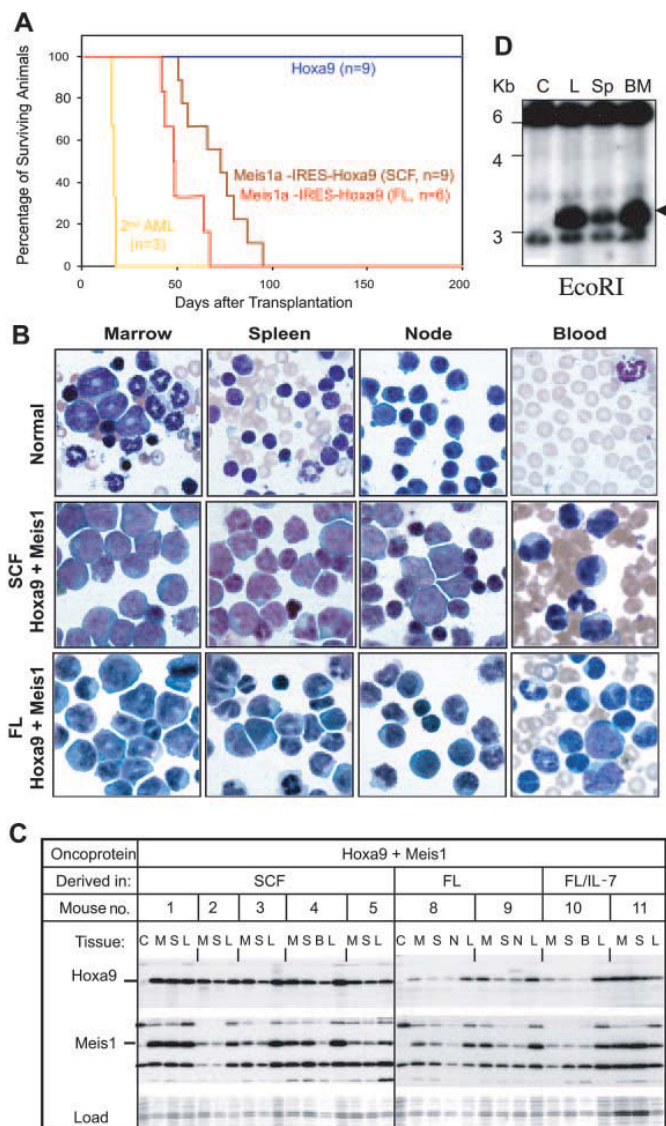 A
Percentage of Surviving Animals
100
80
60
40
20
0
Hoxa9 (n=9)
Meis1a -IRES-Hoxa9 (SCF, n=9)
Meis1a -IRES-Hoxa9 (FL, n=6)
2nd AML
(n=3)
0 50 100 150 200
Days after Transplantation
D
Kb C L Sp BM
6
4
3
EcoRI
B
Marrow Spleen Node Blood
Normal
SCF
Hoxa9 + Meis1
FL
Hoxa9 + Meis1
C
Oncoprotein Hoxa9 + Meis1
Derived in: SCF FL FL/IL-7
Mouse no. 1 2 3 4 5 8 9 10 11
Tissue: C M S L M S L M S L M S B L M S L C M S N L M S N L M S B L M S L
Hoxa9
Meis1
Load